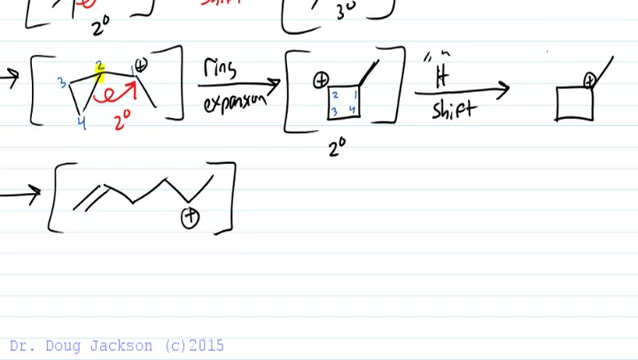 2° shift 3°
1 2 3 4 ⊕ e 2° ring expansion ⊕ 2 1 3 4 2° "H" shift ⊕
⊕
Dr. Doug Jackson (c)2015